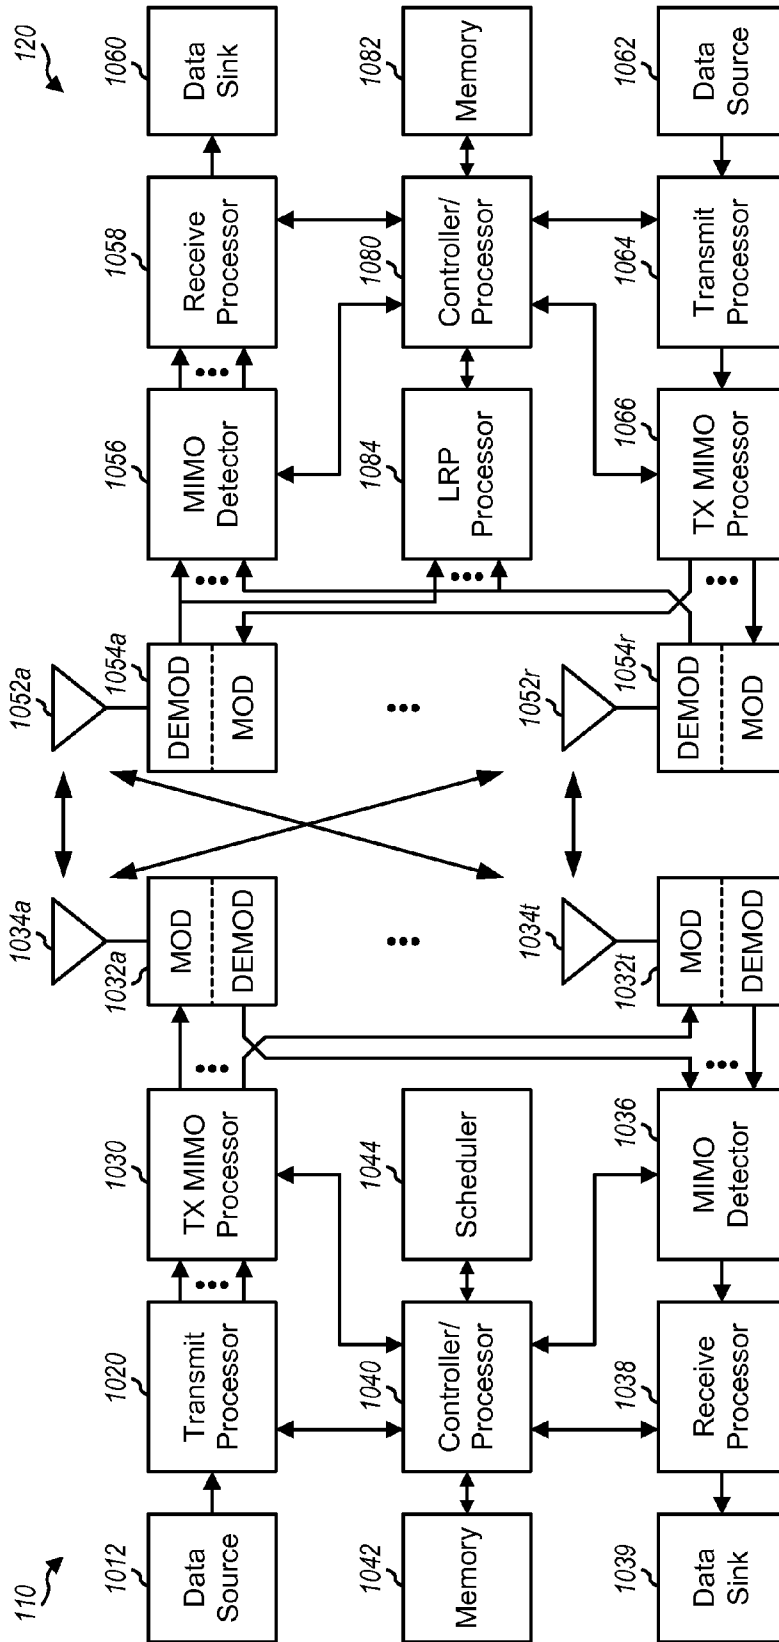 110
120
1012
Data
Source
1020
Transmit
Processor
1030
TX MIMO
Processor
1032a
MOD
DEMOD
1034a
1052a
1054a
DEMOD
MOD
1056
MIMO
Detector
1058
Receive
Processor
1060
Data
Sink
1042
Memory
1040
Controller/
Processor
1044
Scheduler
1084
LRP
Processor
1080
Controller/
Processor
1082
Memory
1039
Data
Sink
1038
Receive
Processor
1036
MIMO
Detector
1032t
MOD
DEMOD
1034t
1052r
1054r
DEMOD
MOD
1066
TX MIMO
Processor
1064
Transmit
Processor
1062
Data
Source